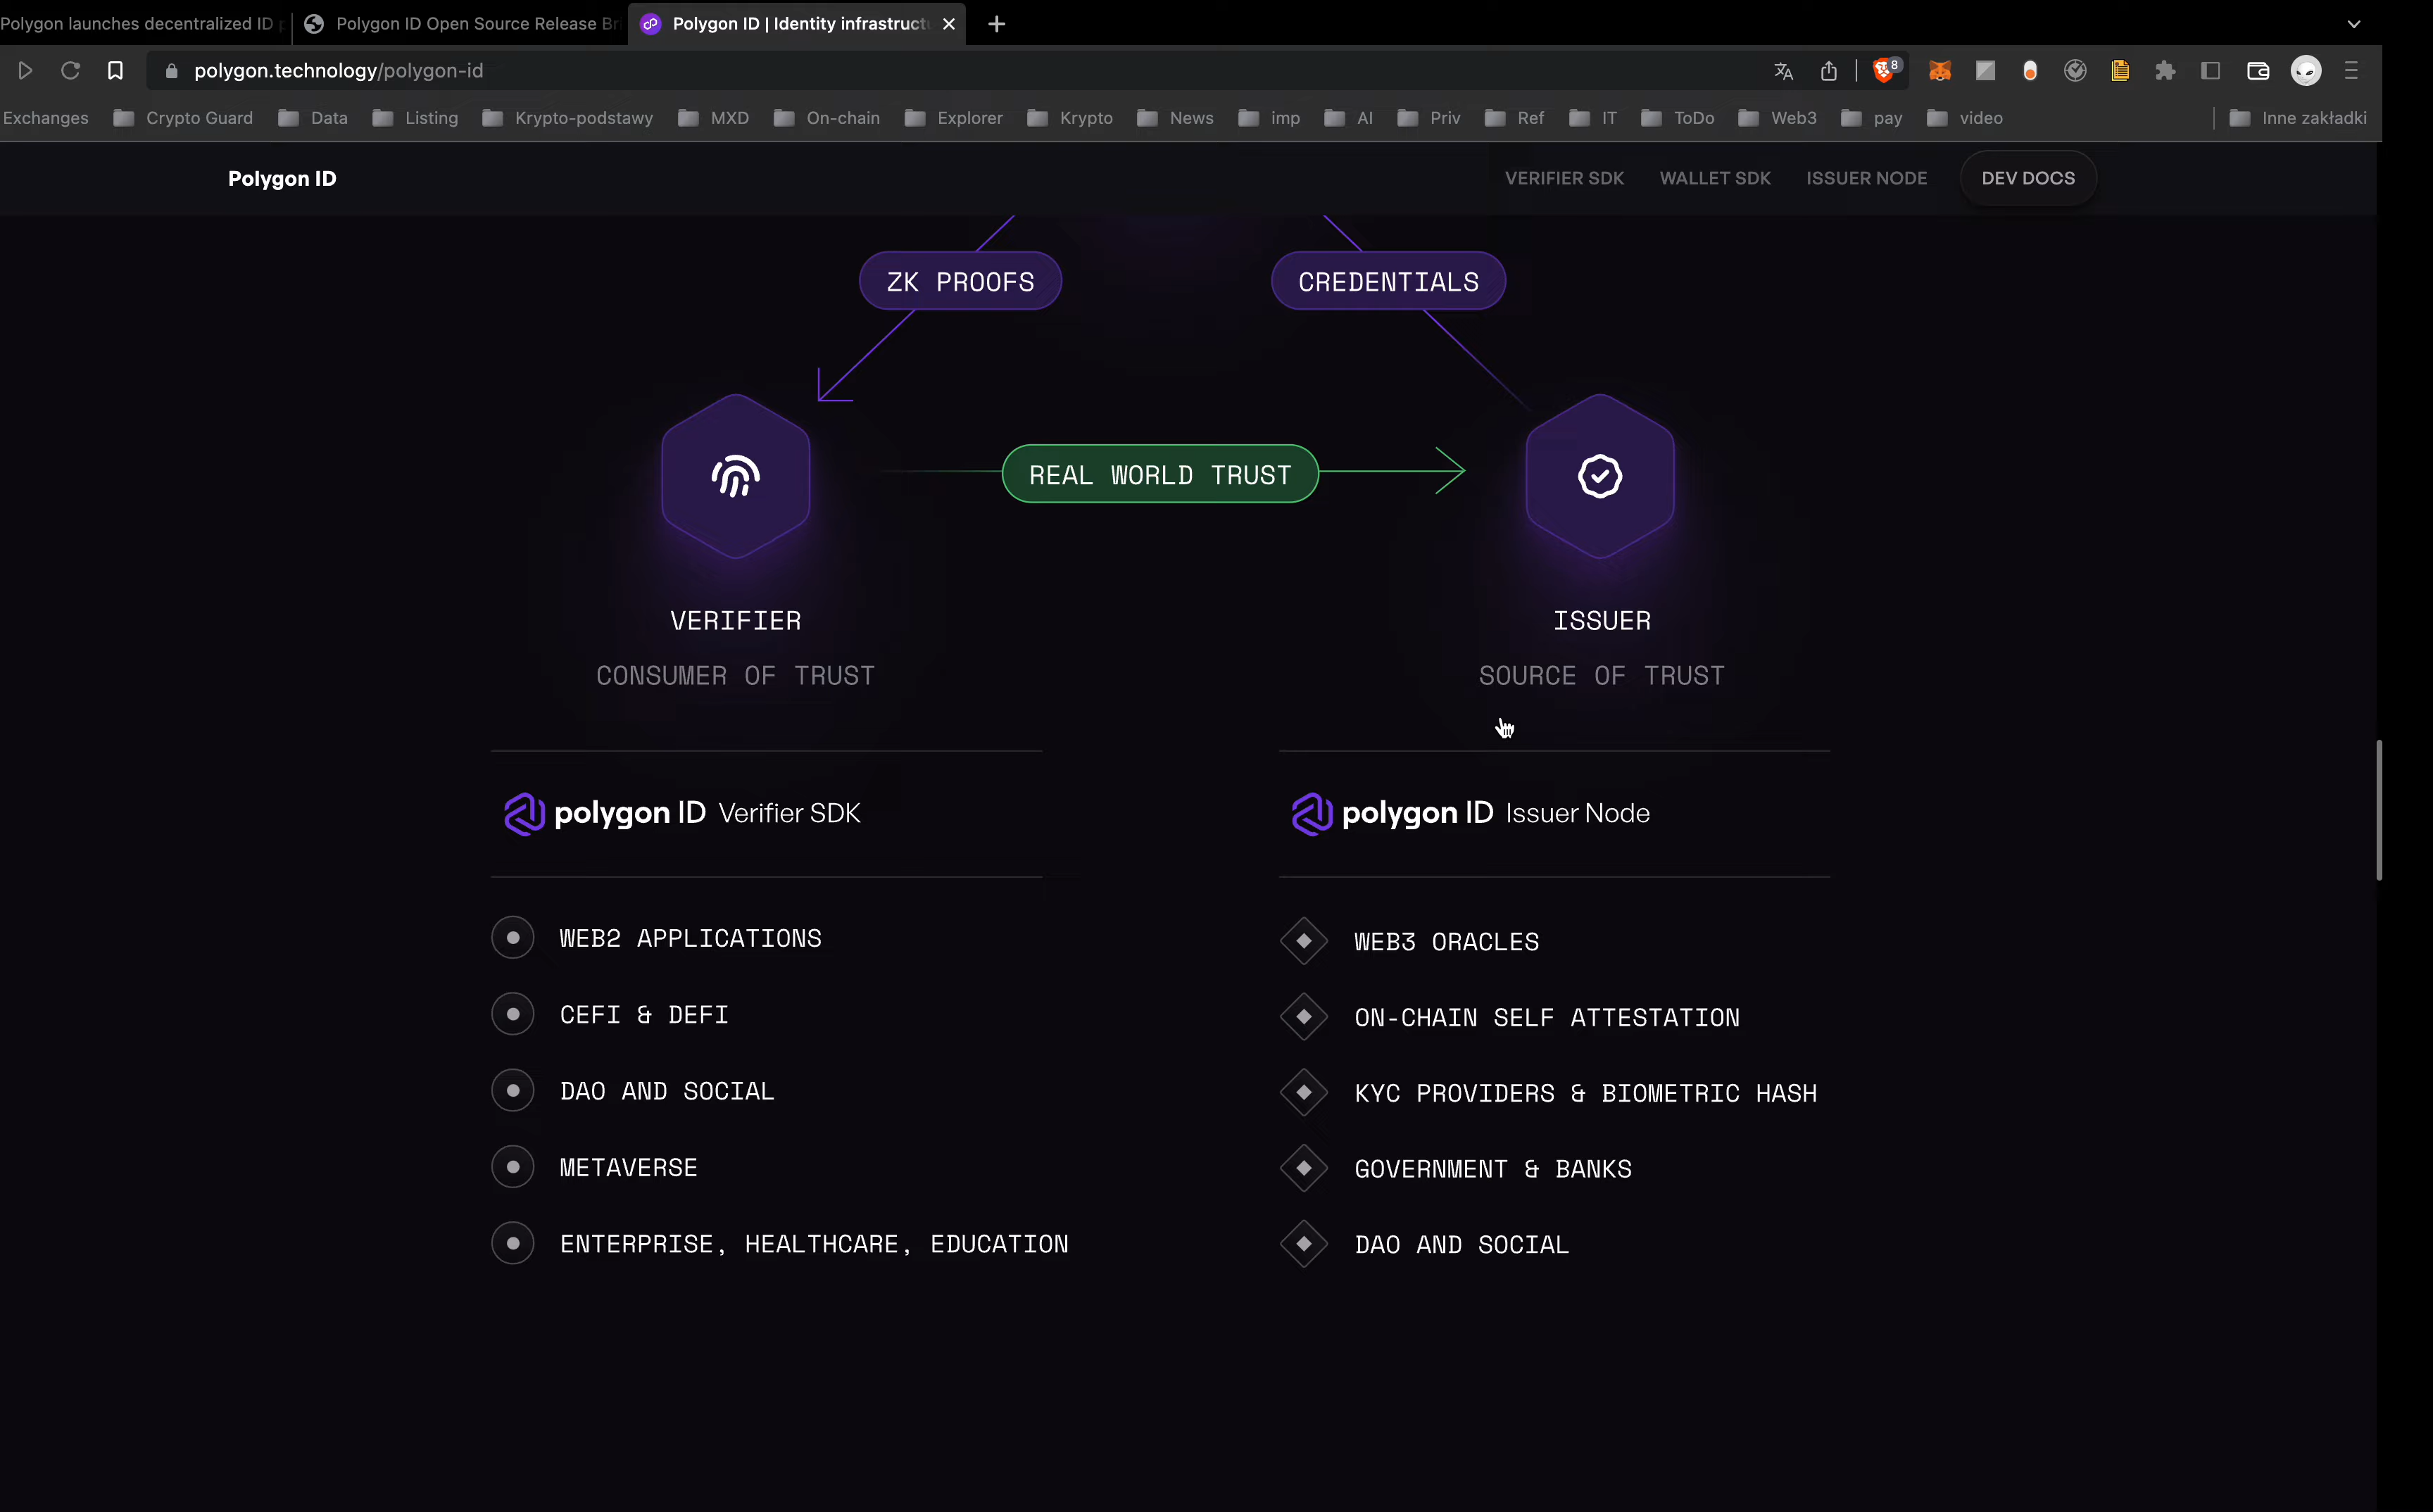 Polygon launches decentralized ID
Polygon ID Open Source Release Bri
Polygon ID | Identity infrastructu
polygon.technology/polygon-id
8
Exchanges
Crypto Guard
Data
Listing
Krypto-podstawy
MXD
On-chain
Explorer
Krypto
News
imp
AI
Priv
Ref
IT
ToDo
Web3
pay
video
Inne zakładki
Polygon ID
VERIFIER SDK
WALLET SDK
ISSUER NODE
DEV DOCS
ZK PROOFS
CREDENTIALS
REAL WORLD TRUST
VERIFIER
CONSUMER OF TRUST
ISSUER
SOURCE OF TRUST
polygon ID Verifier SDK
WEB2 APPLICATIONS
CEFI & DEFI
DAO AND SOCIAL
METAVERSE
ENTERPRISE, HEALTHCARE, EDUCATION
polygon ID Issuer Node
WEB3 ORACLES
ON-CHAIN SELF ATTESTATION
KYC PROVIDERS & BIOMETRIC HASH
GOVERNMENT & BANKS
DAO AND SOCIAL